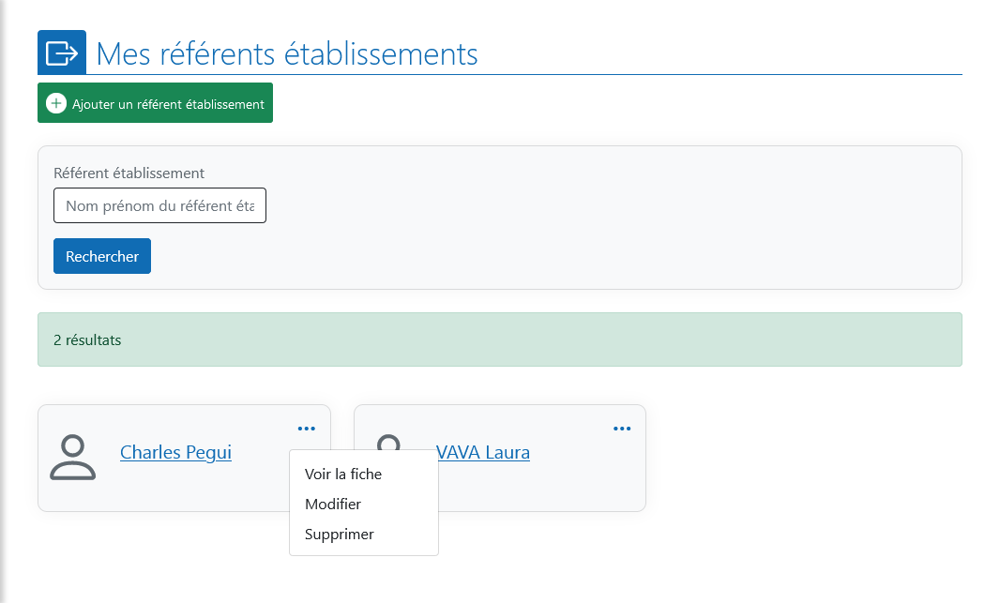 Mes référents établissements
Ajouter un référent établissement
Référent établissement
Nom prénom du référent éta
Rechercher
2 résultats
Charles Pegui
VAVA Laura
Voir la fiche
Modifier
Supprimer